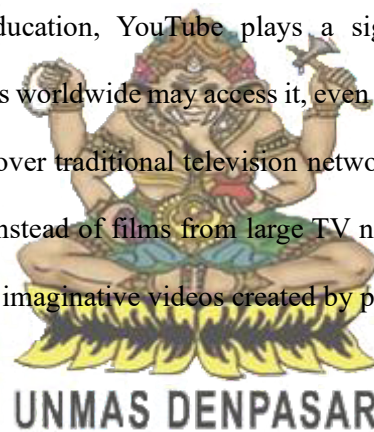 ducation, YouTube plays a sig
s worldwide may access it, even
over traditional television netwo
nstead of films from large TV n
imaginative videos created by p
UNMAS DENPASAR